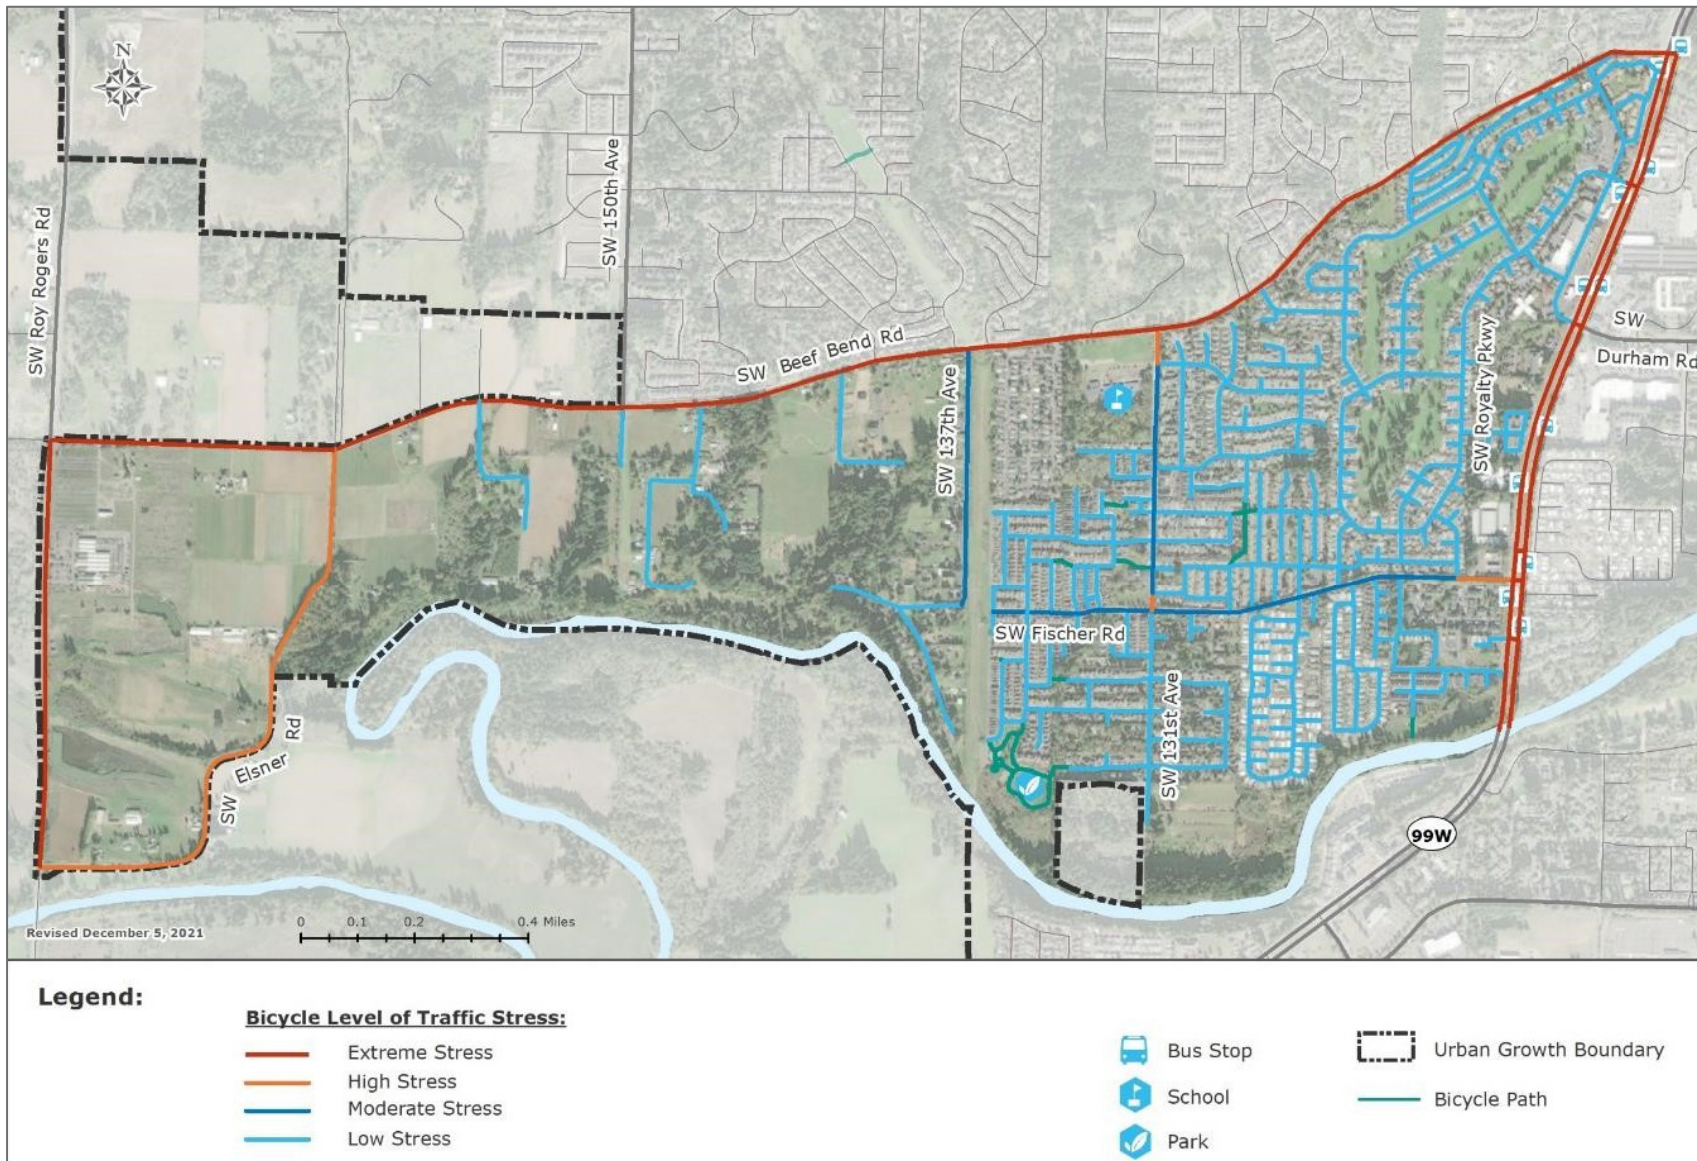 N
SW Roy Rogers Rd
SW 150th Ave
SW Beef Bend Rd
SW 137th Ave
SW Royalty Pkwy
SW
Durham Rd
SW Fischer Rd
SW 131st Ave
SW Elsner Rd
99W
0 0.1 0.2 0.4 Miles
Revised December 5, 2021
Legend:
Bicycle Level of Traffic Stress:
Extreme Stress
High Stress
Moderate Stress
Low Stress
Bus Stop
School
Park
Urban Growth Boundary
Bicycle Path